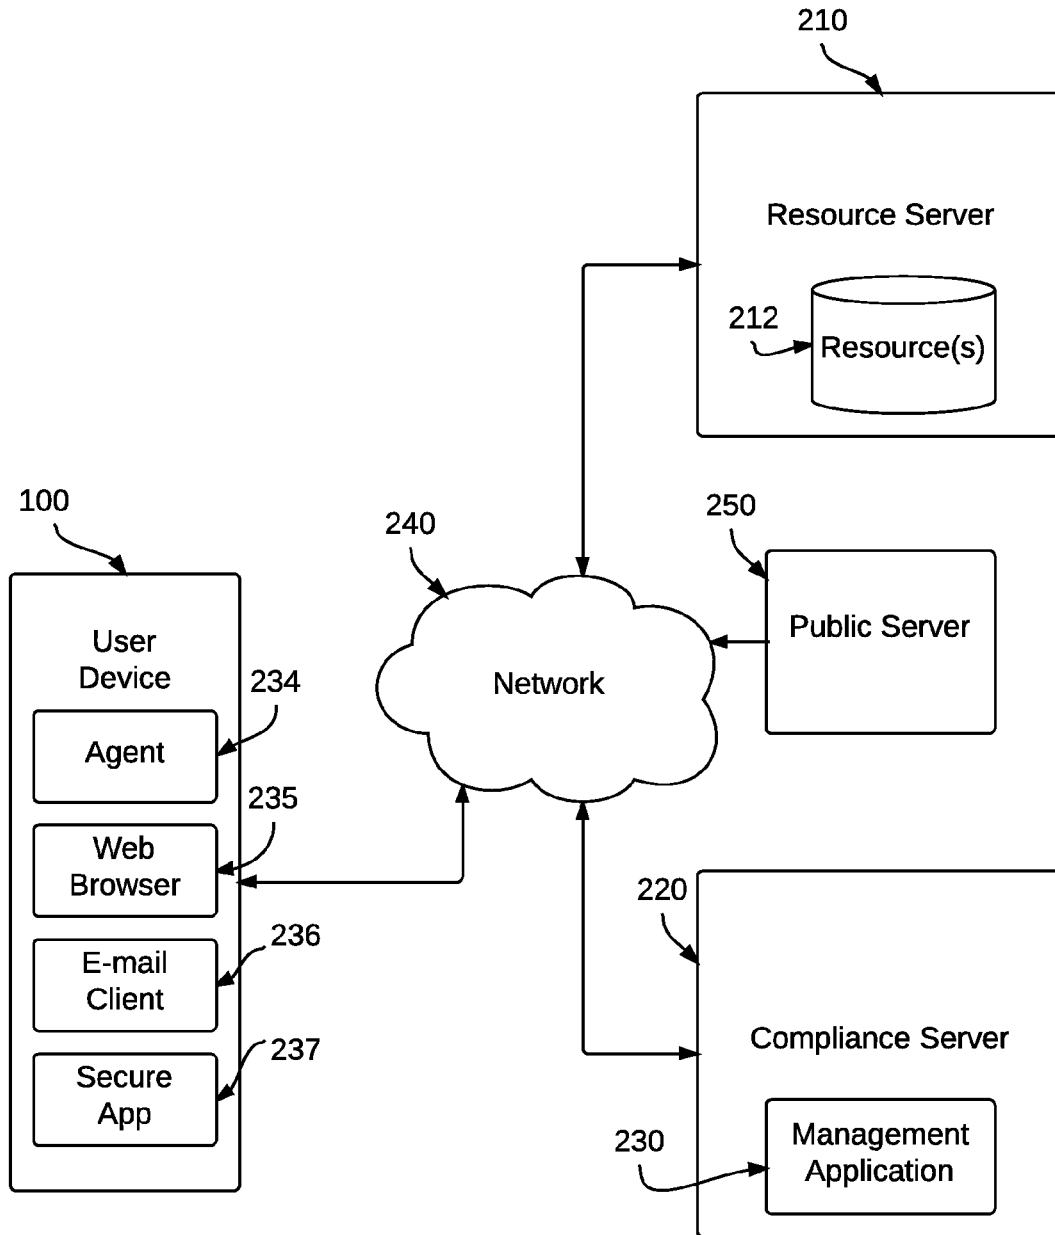 210
Resource Server
212
Resource(s)
100
240
250
User
Device
Public Server
234
Network
Agent
235
Web
Browser
220
236
E-mail
Client
Compliance Server
237
Secure
App
230
Management
Application